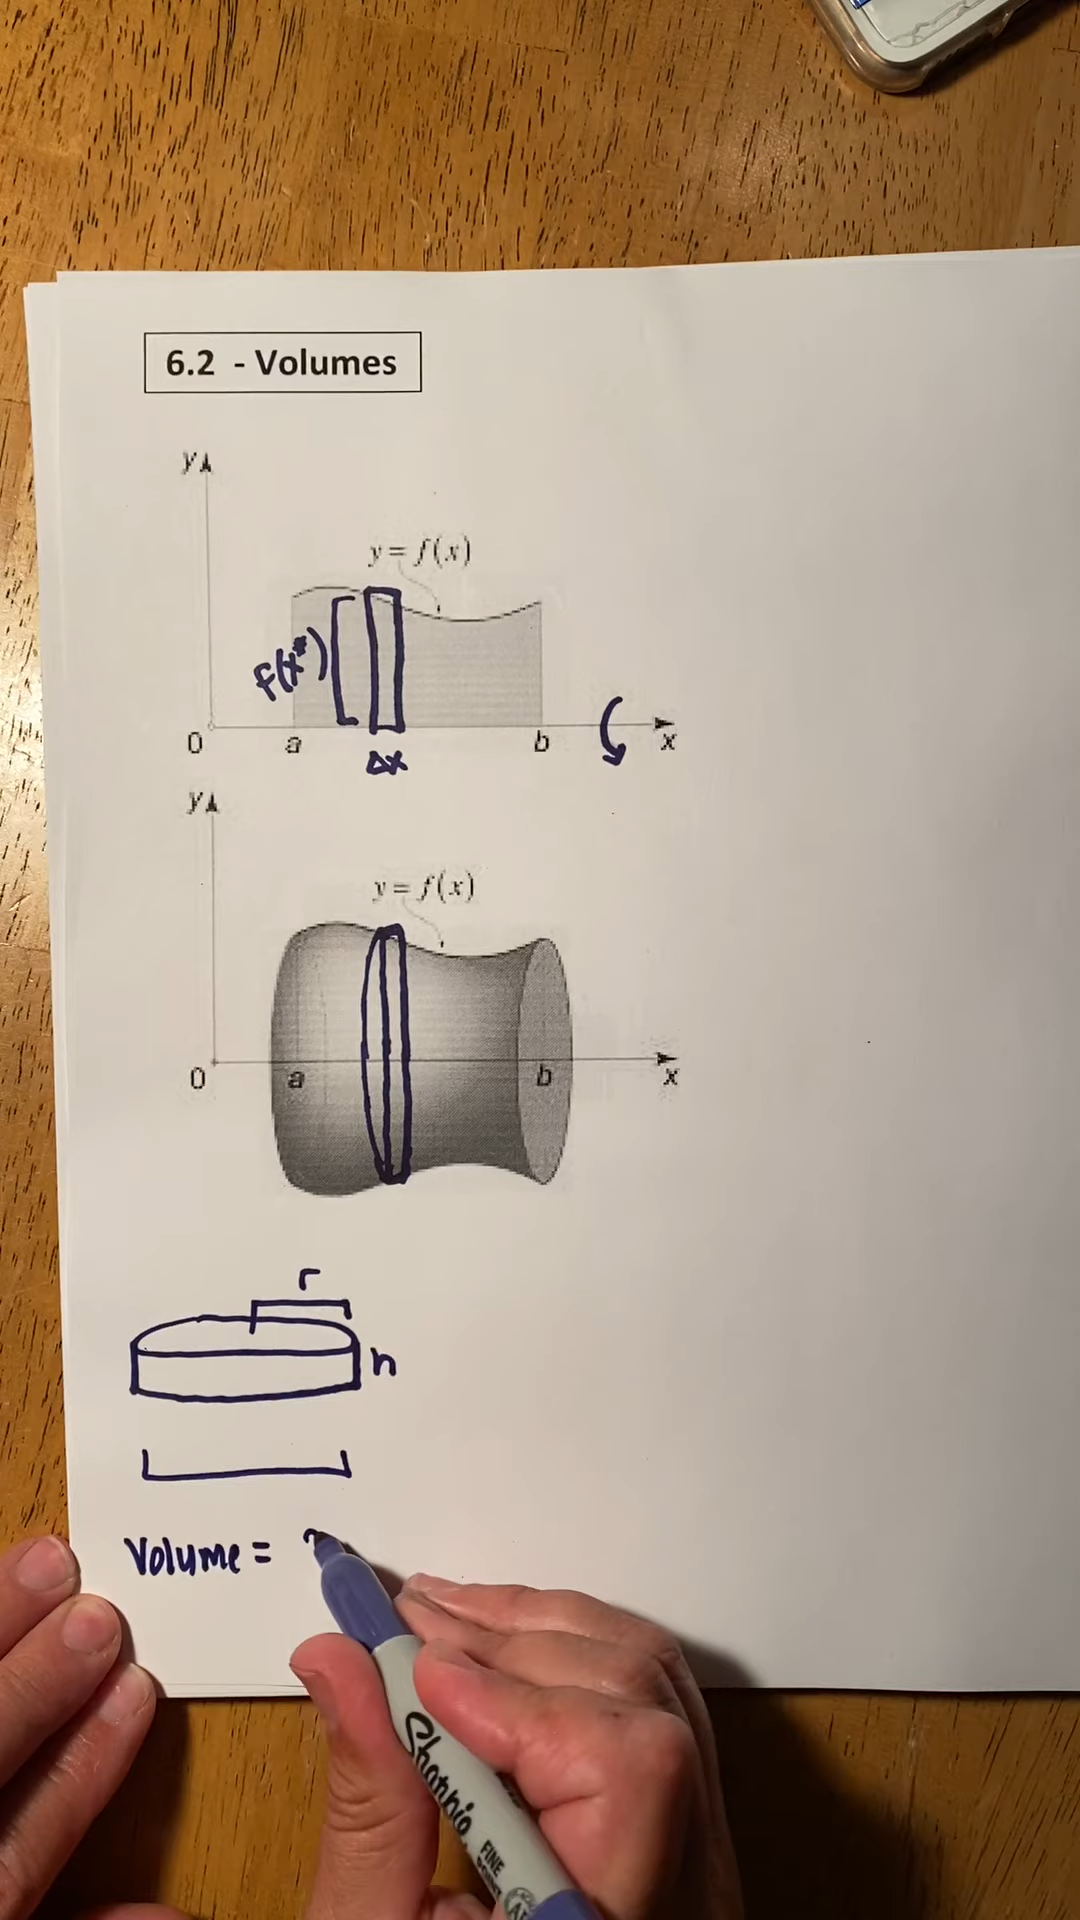 6.2 - Volumes
y
y = f(x)
f(x*)
0 a b x
Δx
y
y = f(x)
0 a b x
r
h
Volume =
Sharpie
FINE